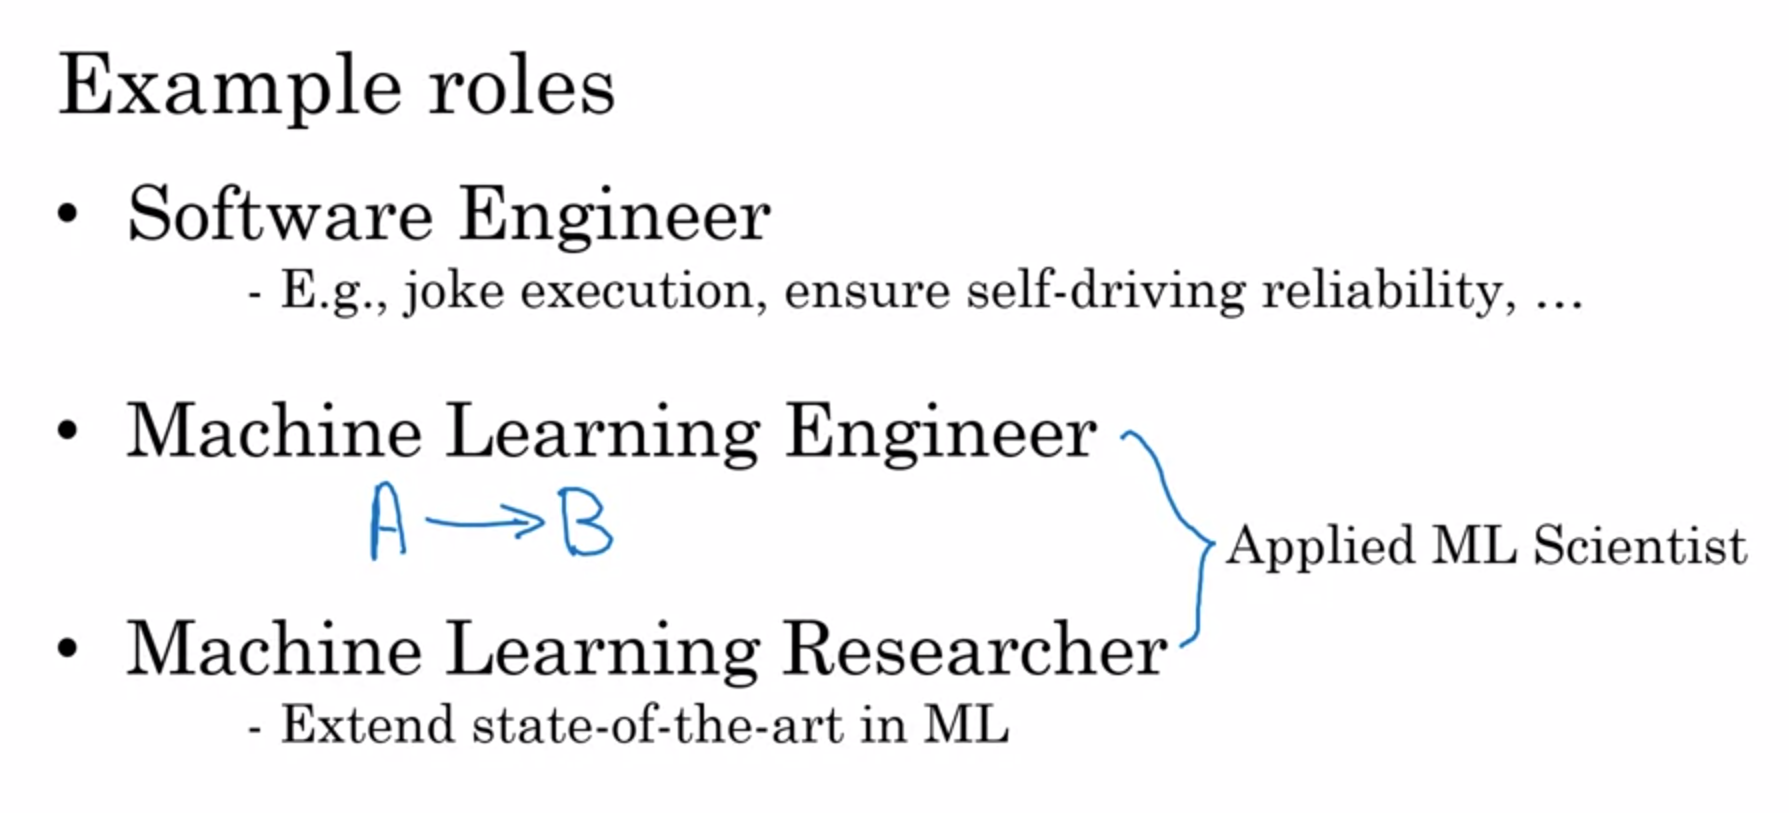 Example roles
• Software Engineer
- E.g., joke execution, ensure self-driving reliability, …
• Machine Learning Engineer
A → B
Applied ML Scientist
• Machine Learning Researcher
- Extend state-of-the-art in ML